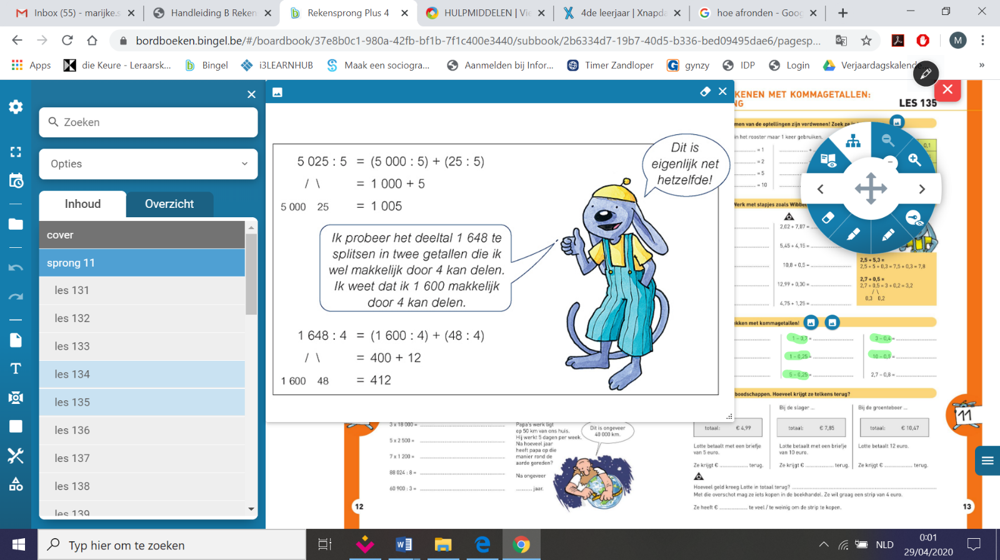 Inbox (55) - marijke.s
Handleiding B Reken
Rekensprong Plus 4
HULPMIDDELEN | Vie
4de leerjaar | Xnapda
hoe afronden - Goog
bordboeken.bingel.be/#/boardbook/37e8b0c1-980a-42fb-bf1b-7f1c400e3440/subbook/2b6334d7-19b7-40d5-b336-bed09495dae6/pagesp...
M
Apps
die Keure - Leraarsk...
Bingel
i3LEARNHUB
Maak een sociogra...
Aanmelden bij Infor...
Timer Zandloper
gynzy
IDP
Login
Verjaardagskalende
»
Zoeken
Opties
Inhoud
Overzicht
cover
sprong 11
les 131
les 132
les 133
les 134
les 135
les 136
les 137
les 138
les 139
5 025 : 5 = (5 000 : 5) + (25 : 5)
/ \ = 1 000 + 5
5 000 25 = 1 005
Dit is
eigenlijk net
hetzelfde!
Ik probeer het deeltal 1 648 te
splitsen in twee getallen die ik
wel makkelijk door 4 kan delen.
Ik weet dat ik 1 600 makkelijk
door 4 kan delen.
1 648 : 4 = (1 600 : 4) + (48 : 4)
/ \ = 400 + 12
1 600 48 = 412
KENEN MET KOMMAGETALLEN:
NG
LES 135
men van de optellingen zijn verdwenen! Zoek ze
in het rooster maar 1 keer gebruiken.
= 1
= 2
= 5
= 10
+
0,1
Werk met stapjes zoals Wibbel
2,02 + 7,07 =
5,45 + 4,15 =
10,8 + 0,5 =
12,99 + 0,30 =
4,75 + 1,25 =
2,5 + 5,3 =
2,5 + 5 + 0,3 = 7,5 + 0,3 = 7,8
2,7 + 0,5 =
2,7 + 0,5 = 3 + 0,2 = 3,2
/ \
0,3 0,2
ekken met kommagetallen!
1 – 0,7 =
3 – 0,4 =
1 – 0,25 =
10 – 0,5 =
5 – 0,25 =
2,7 – 0,8 =
boodschappen. Hoeveel krijgt ze telkens terug?
Bij de slager ...
Bij de groenteboer ...
totaal: € 4,99
totaal: € 7,85
totaal: € 10,47
Lotte betaalt met een briefje
van 5 euro.
Lotte betaalt met een briefje
van 10 euro.
Lotte betaalt 12 euro.
Ze krijgt € terug.
Ze krijgt € terug.
Ze krijgt € terug.
Hoeveel geld kreeg Lotte in totaal terug?
Met die overschot mag ze iets kopen in de boekhandel. Ze wil graag een strip van 4 euro.
Ze heeft € te veel / te weinig om de strip te kopen.
11
13
3 x 18 000 =
5 x 2 500 =
7 x 1 200 =
88 024 : 8 =
60 900 : 3 =
Papa's werk ligt
op 50 km van ons huis.
Hij werkt 5 dagen per week.
Na hoeveel jaar
heeft papa op die
manier rond de
aarde gereden?
Na ongeveer
jaar.
Dit is ongeveer
40 000 km.
12
Typ hier om te zoeken
NLD
0:01
29/04/2020